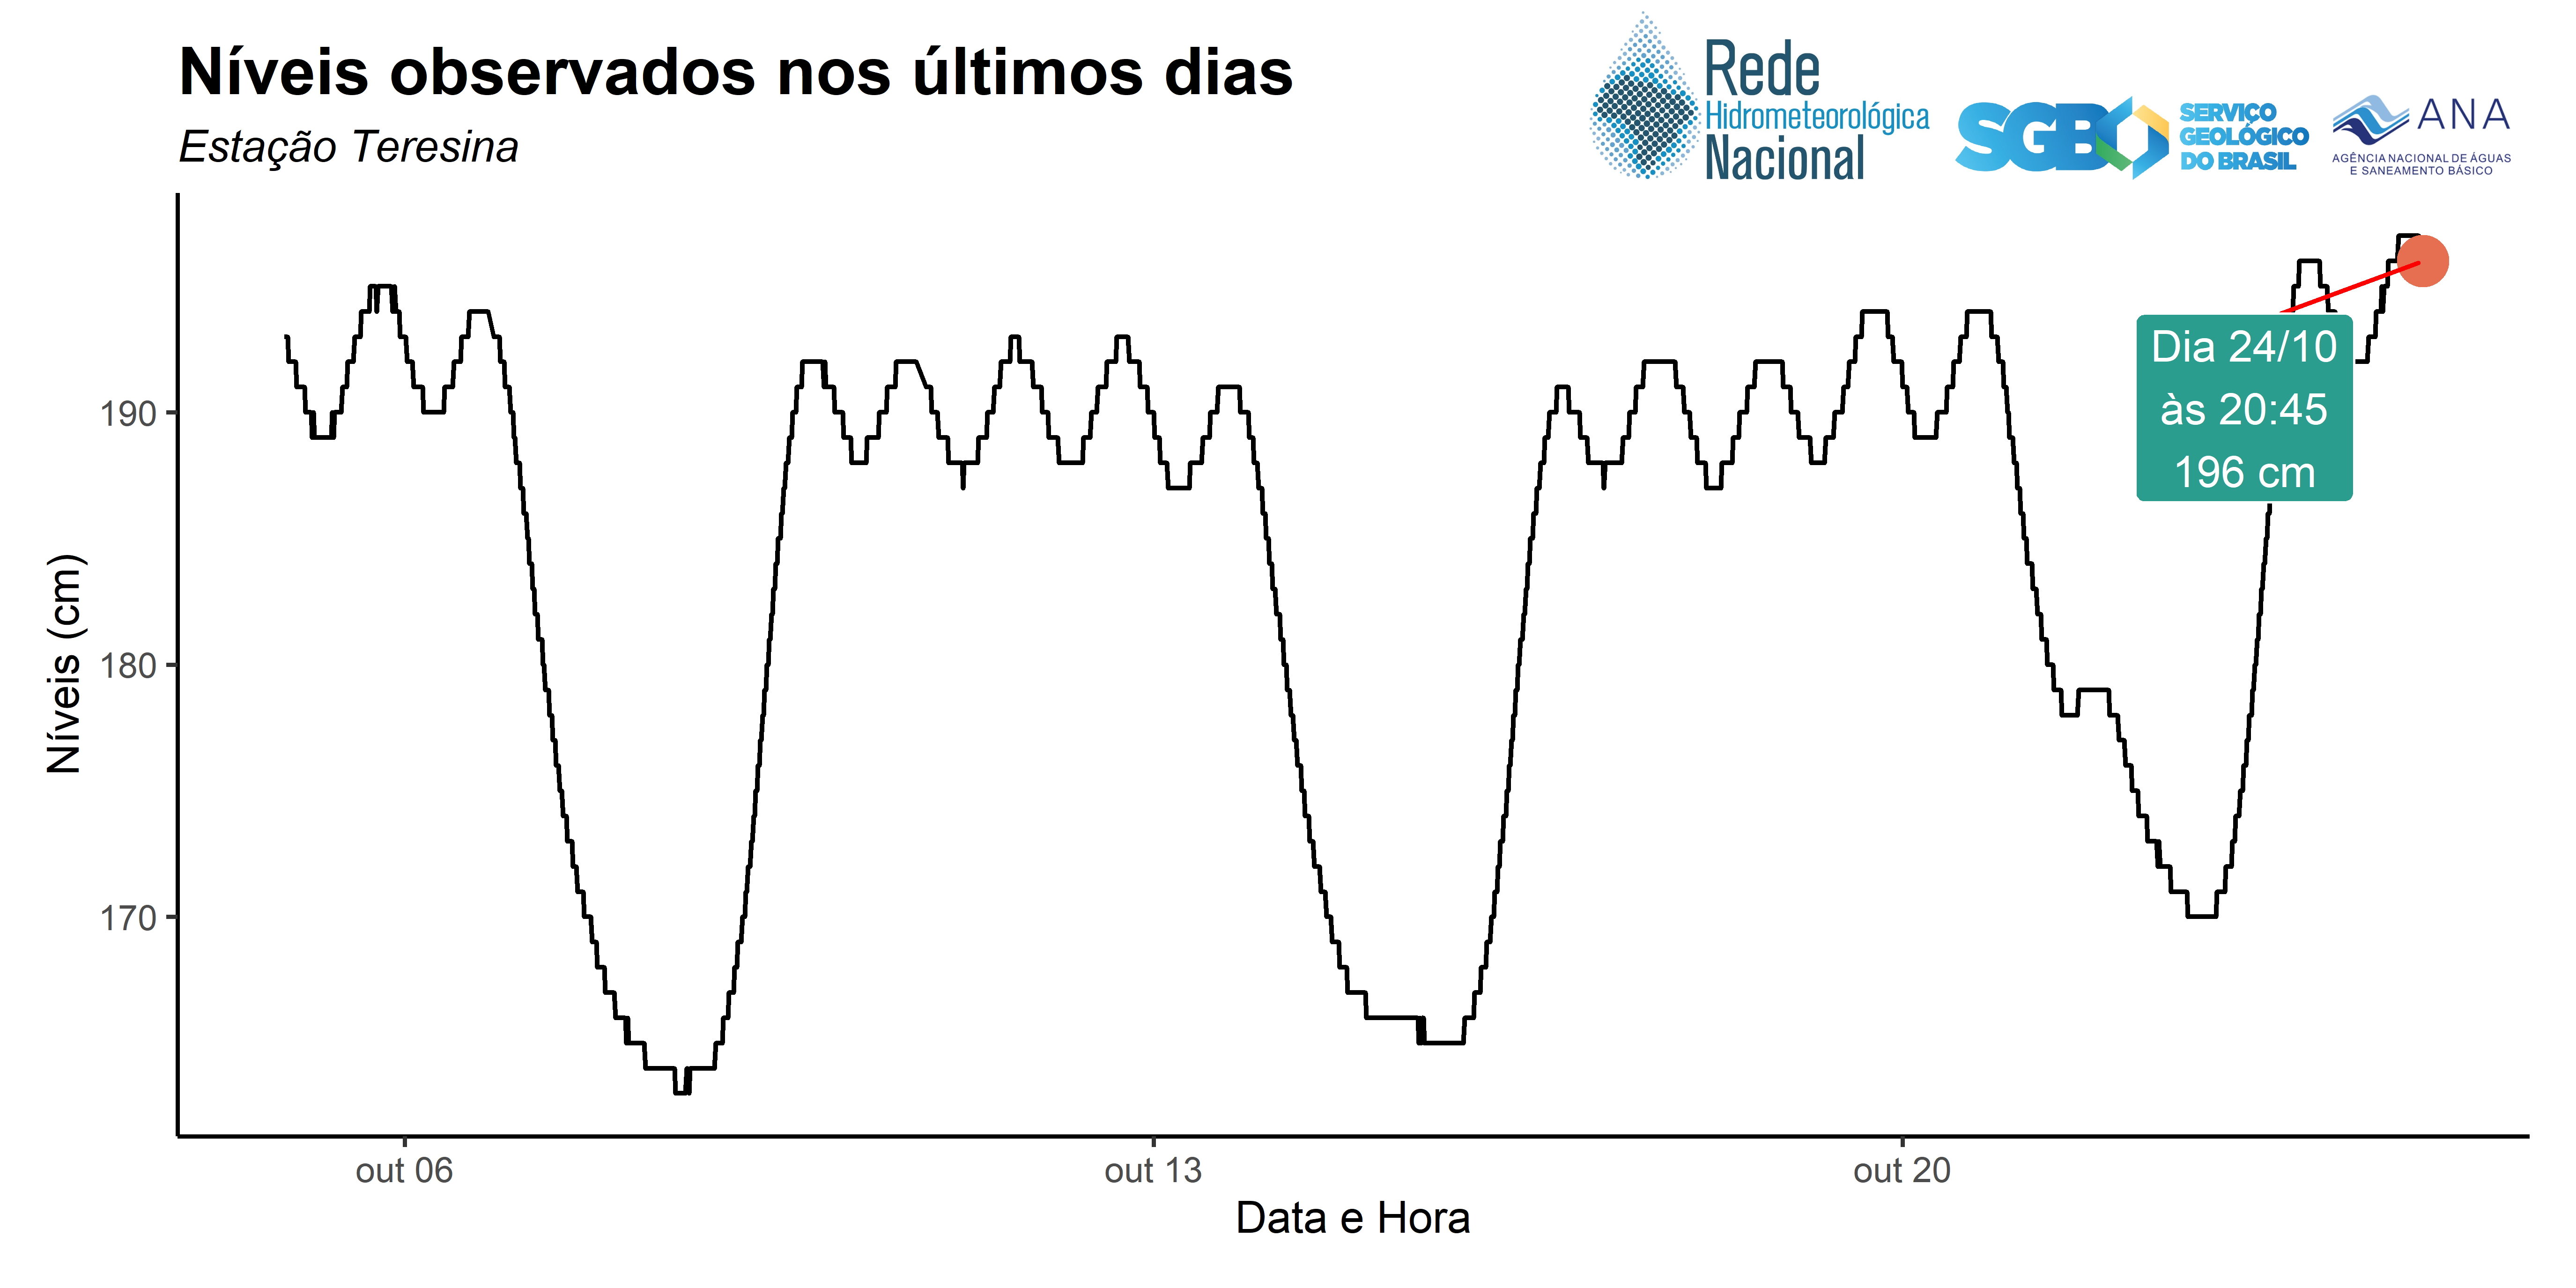 Níveis observados nos últimos dias
Estação Teresina
Rede
Hidrometeorológica
Nacional
SGB
SERVIÇO
GEOLÓGICO
DO BRASIL
ANA
AGÊNCIA NACIONAL DE ÁGUAS
E SANEAMENTO BÁSICO
Níveis (cm)
190
180
170
Dia 24/10
às 20:45
196 cm
out 06
out 13
out 20
Data e Hora